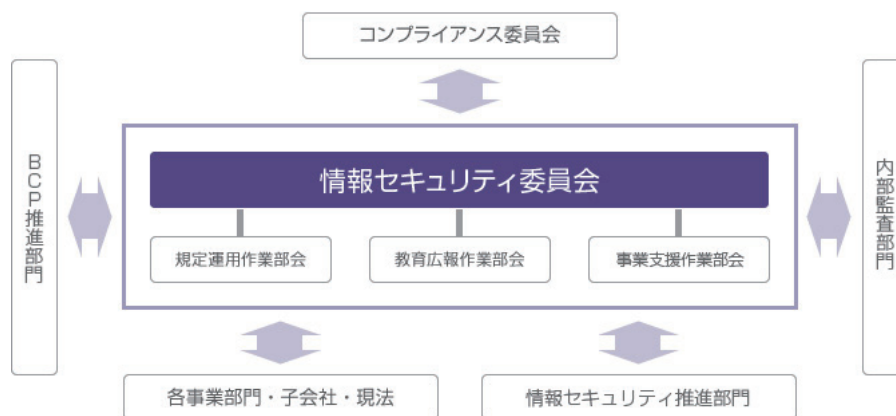 コンプライアンス委員会
BCP推進部門
情報セキュリティ委員会
規定運用作業部会
教育広報作業部会
事業支援作業部会
内部監査部門
各事業部門・子会社・現法
情報セキュリティ推進部門